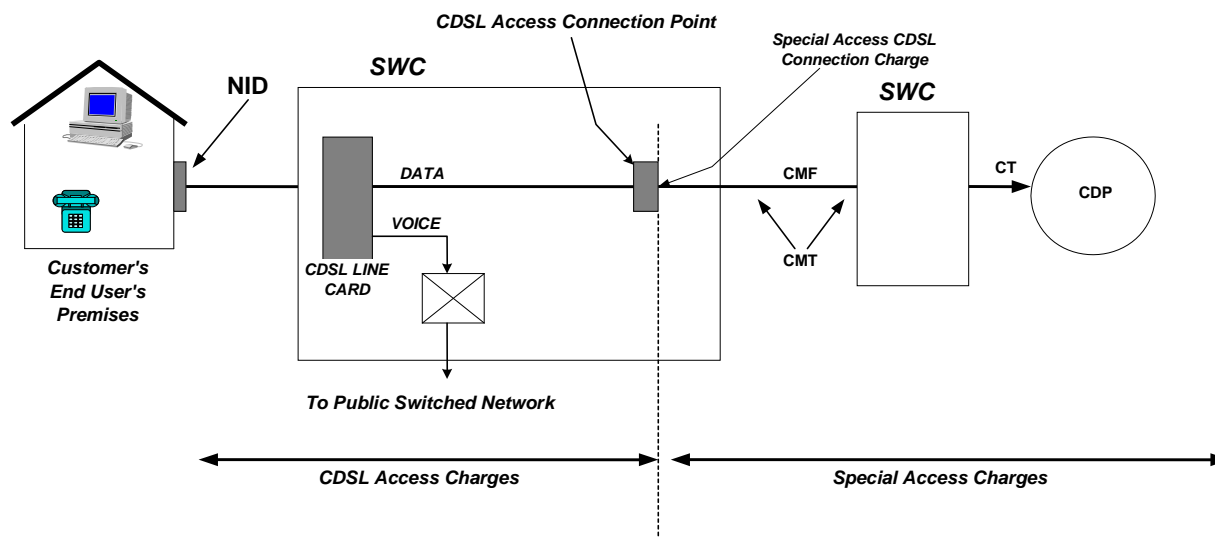 CDSL Access Connection Point
Special Access CDSL
Connection Charge
SWC
SWC
NID
DATA
CMF
CT
CDP
VOICE
CMT
CDSL LINE
CARD
Customer's
End User's
Premises
To Public Switched Network
CDSL Access Charges
Special Access Charges